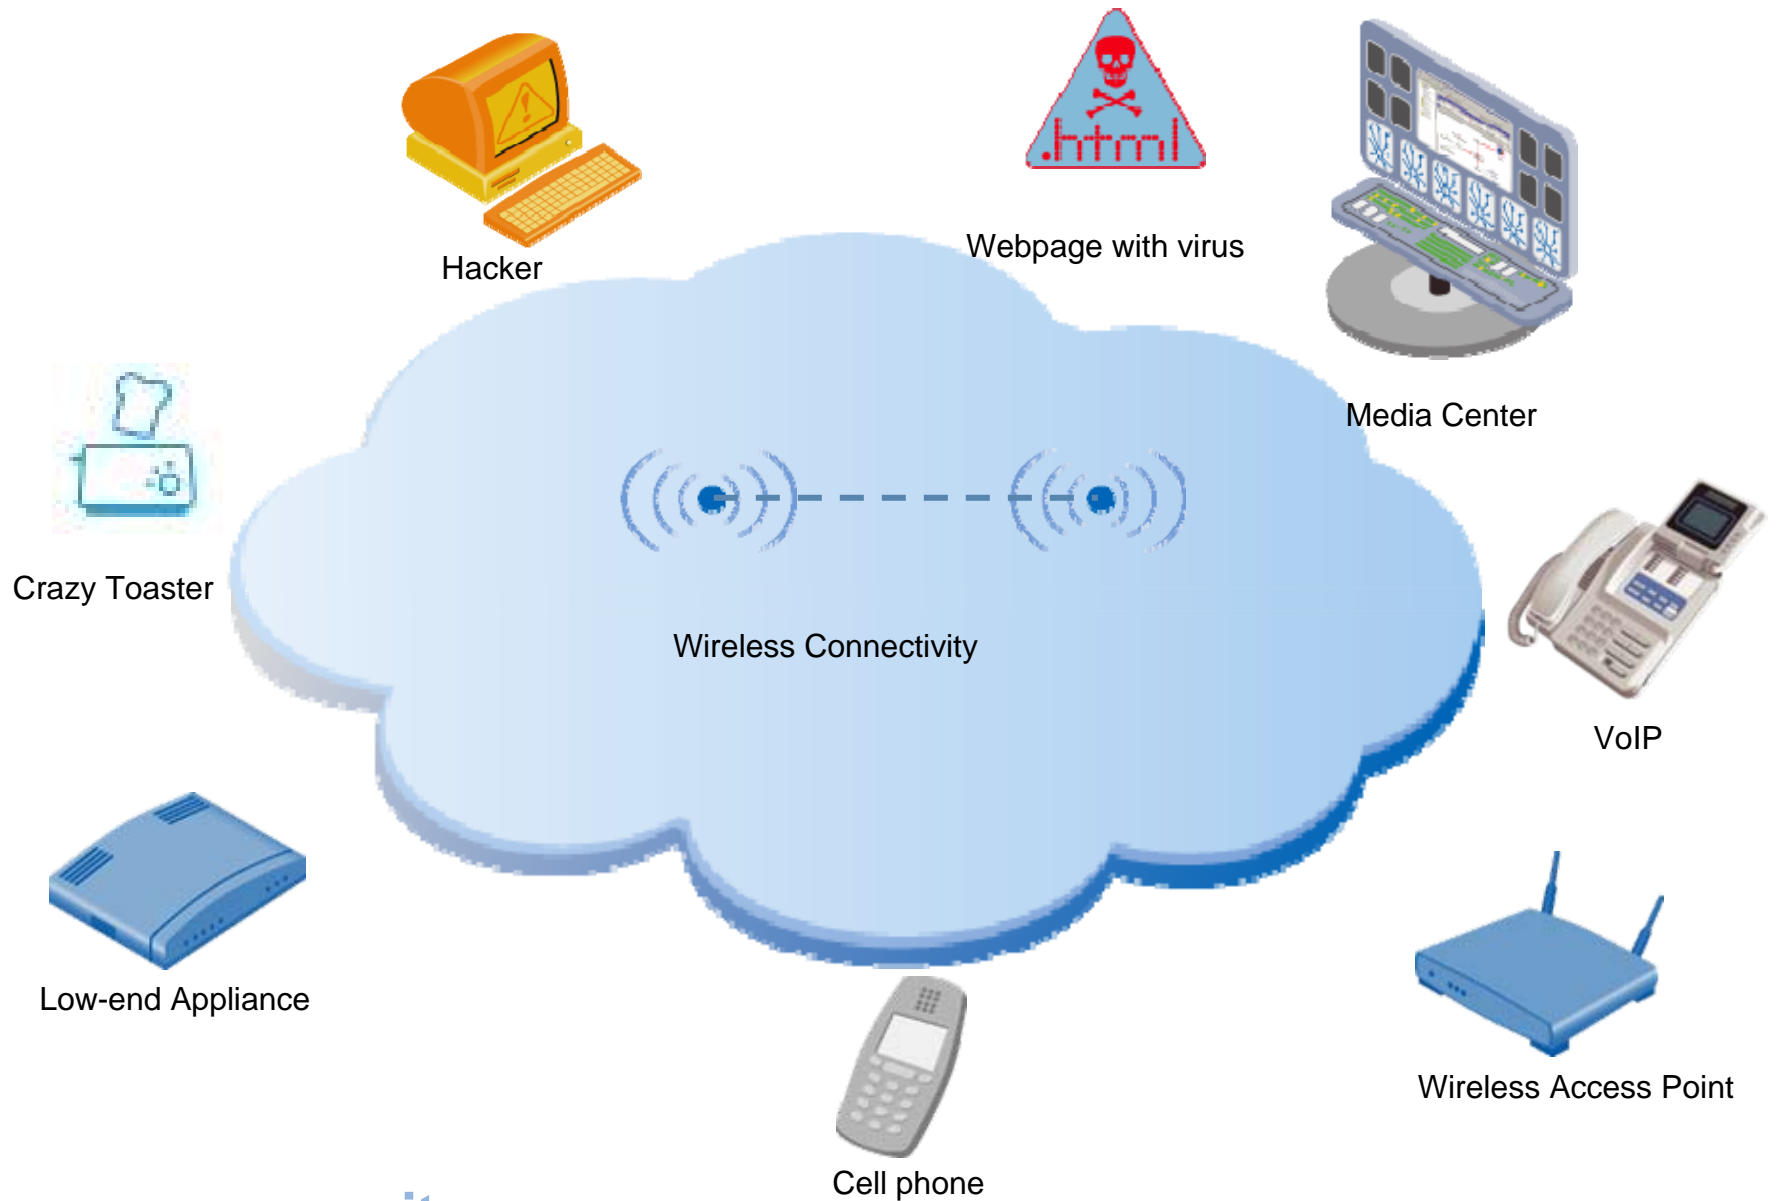 Hacker
.html
Webpage with virus
Media Center
Crazy Toaster
Wireless Connectivity
VoIP
Low-end Appliance
Wireless Access Point
Cell phone